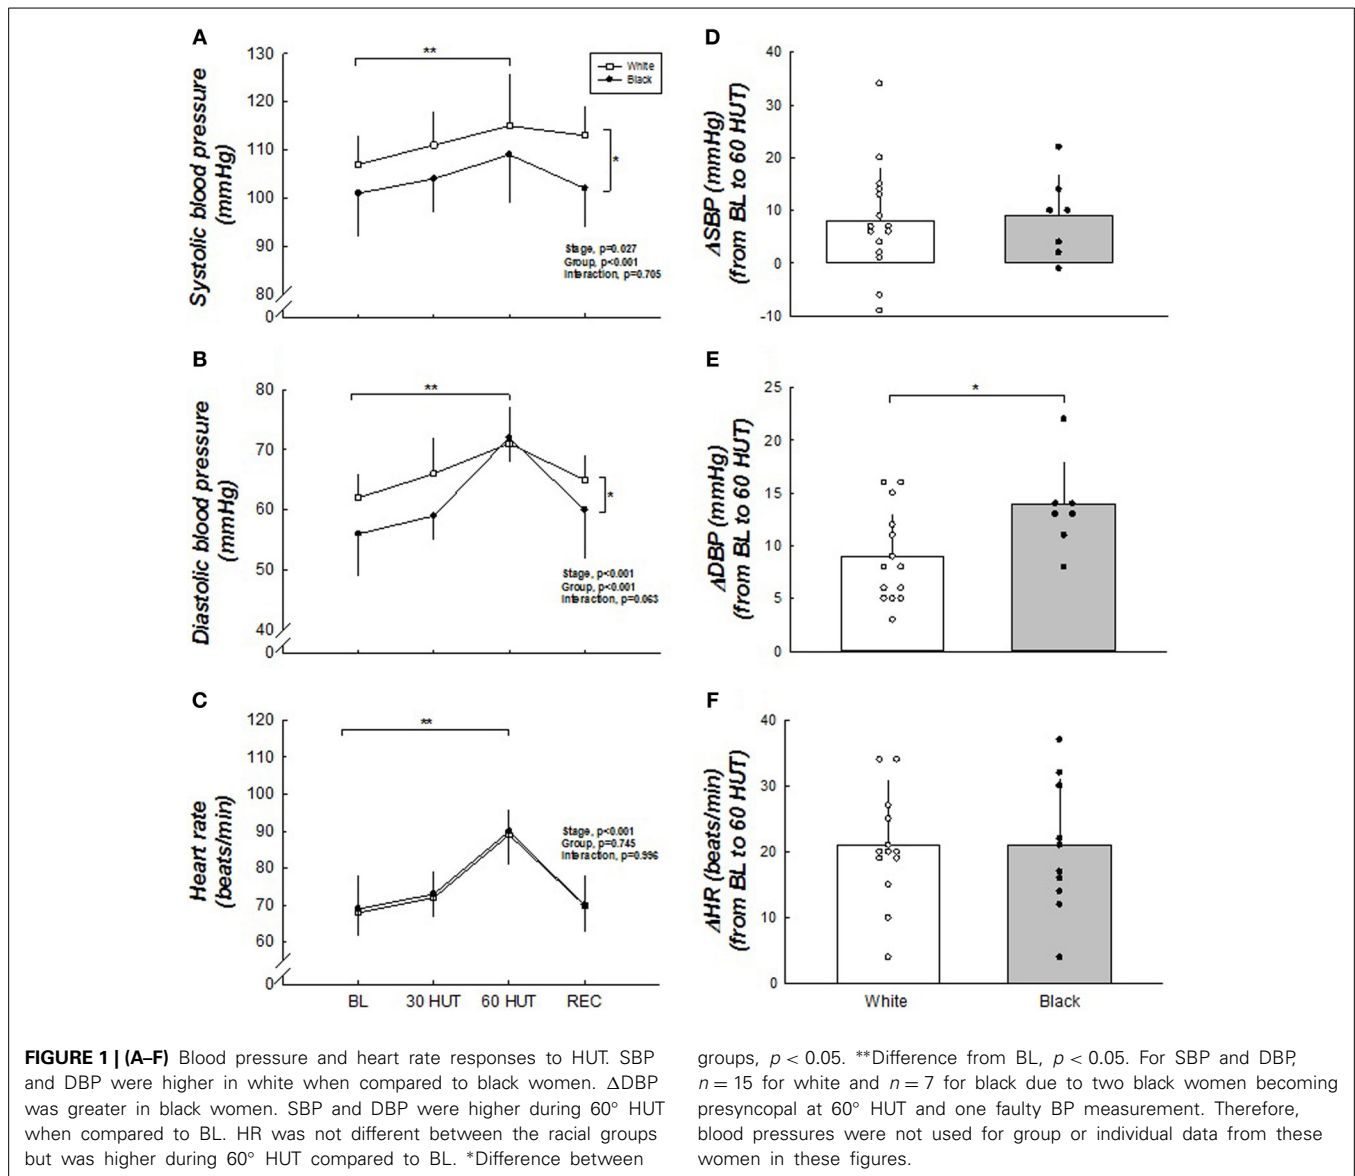 A
Systolic blood pressure
(mmHg)
130
120
110
100
90
80
0
**
White
Black
*
Stage, p=0.027
Group, p<0.001
Interaction, p=0.705
B
Diastolic blood pressure
(mmHg)
80
70
60
50
40
0
**
*
Stage, p<0.001
Group, p<0.001
Interaction, p=0.063
C
Heart rate
(beats/min)
120
110
100
90
80
70
60
0
**
Stage, p<0.001
Group, p=0.745
Interaction, p=0.996
BL 30 HUT 60 HUT REC
D
ΔSBP (mmHg)
(from BL to 60 HUT)
40
30
20
10
0
-10
E
ΔDBP (mmHg)
(from BL to 60 HUT)
25
20
15
10
5
0
*
F
ΔHR (beats/min)
(from BL to 60 HUT)
40
30
20
10
0
White Black
FIGURE 1 | (A–F) Blood pressure and heart rate responses to HUT. SBP
and DBP were higher in white when compared to black women. ΔDBP
was greater in black women. SBP and DBP were higher during 60° HUT
when compared to BL. HR was not different between the racial groups
but was higher during 60° HUT compared to BL. *Difference between
groups, p < 0.05. **Difference from BL, p < 0.05. For SBP and DBP,
n = 15 for white and n = 7 for black due to two black women becoming
presyncopal at 60° HUT and one faulty BP measurement. Therefore,
blood pressures were not used for group or individual data from these
women in these figures.